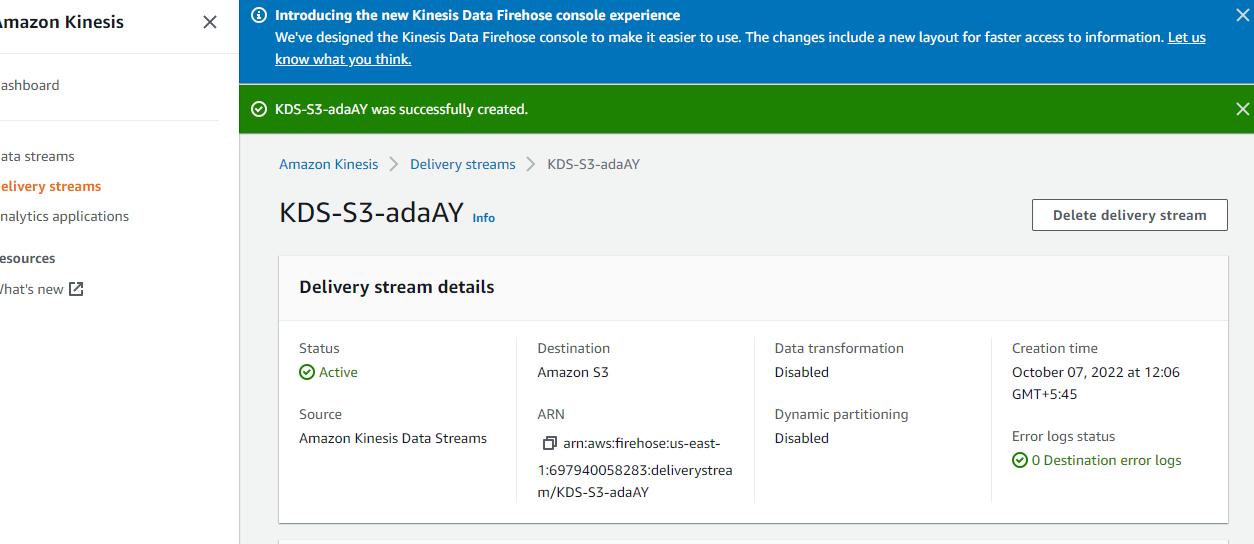 Amazon Kinesis
ashboard
ata streams
elivery streams
nalytics applications
esources
hat's new
Introducing the new Kinesis Data Firehose console experience
We've designed the Kinesis Data Firehose console to make it easier to use. The changes include a new layout for faster access to information. Let us
know what you think.
KDS-S3-adaAY was successfully created.
Amazon Kinesis > Delivery streams > KDS-S3-adaAY
KDS-S3-adaAY Info
Delete delivery stream
Delivery stream details
Status
Active
Source
Amazon Kinesis Data Streams
Destination
Amazon S3
ARN
arn:aws:firehose:us-east-
1:697940058283:deliverystrea
m/KDS-S3-adaAY
Data transformation
Disabled
Dynamic partitioning
Disabled
Creation time
October 07, 2022 at 12:06
GMT+5:45
Error logs status
0 Destination error logs